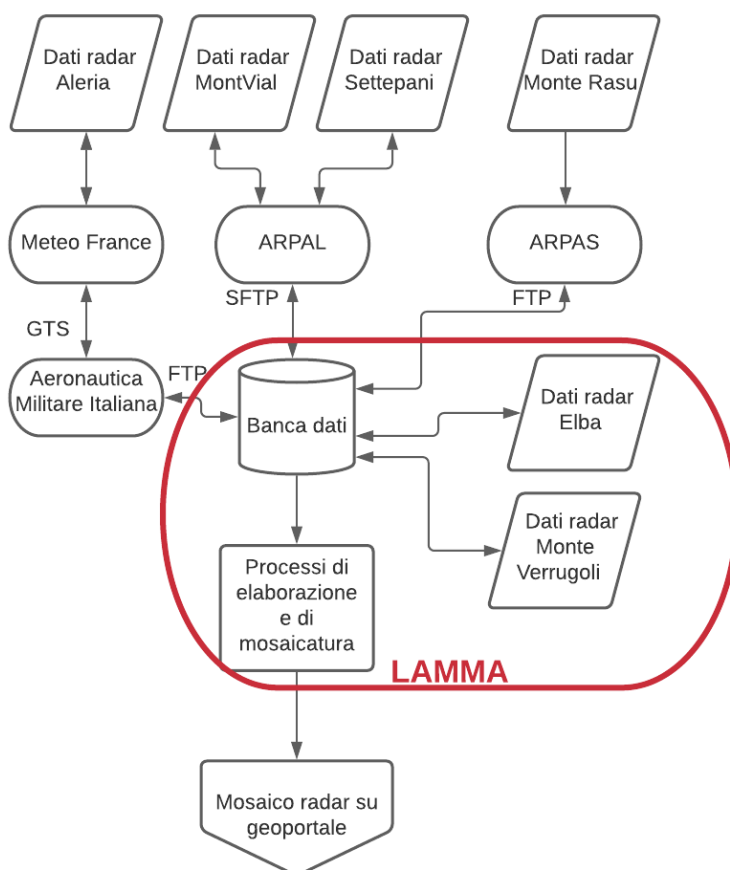 Dati radar
Aleria
Dati radar
MontVial
Dati radar
Settepani
Dati radar
Monte Rasu
Meteo France
ARPAL
ARPAS
SFTP
FTP
GTS
Aeronautica
Militare Italiana
FTP
Banca dati
Dati radar
Elba
Dati radar
Monte
Verrugoli
Processi di
elaborazione
e di
mosaicatura
LAMMA
Mosaico radar su
geoportale